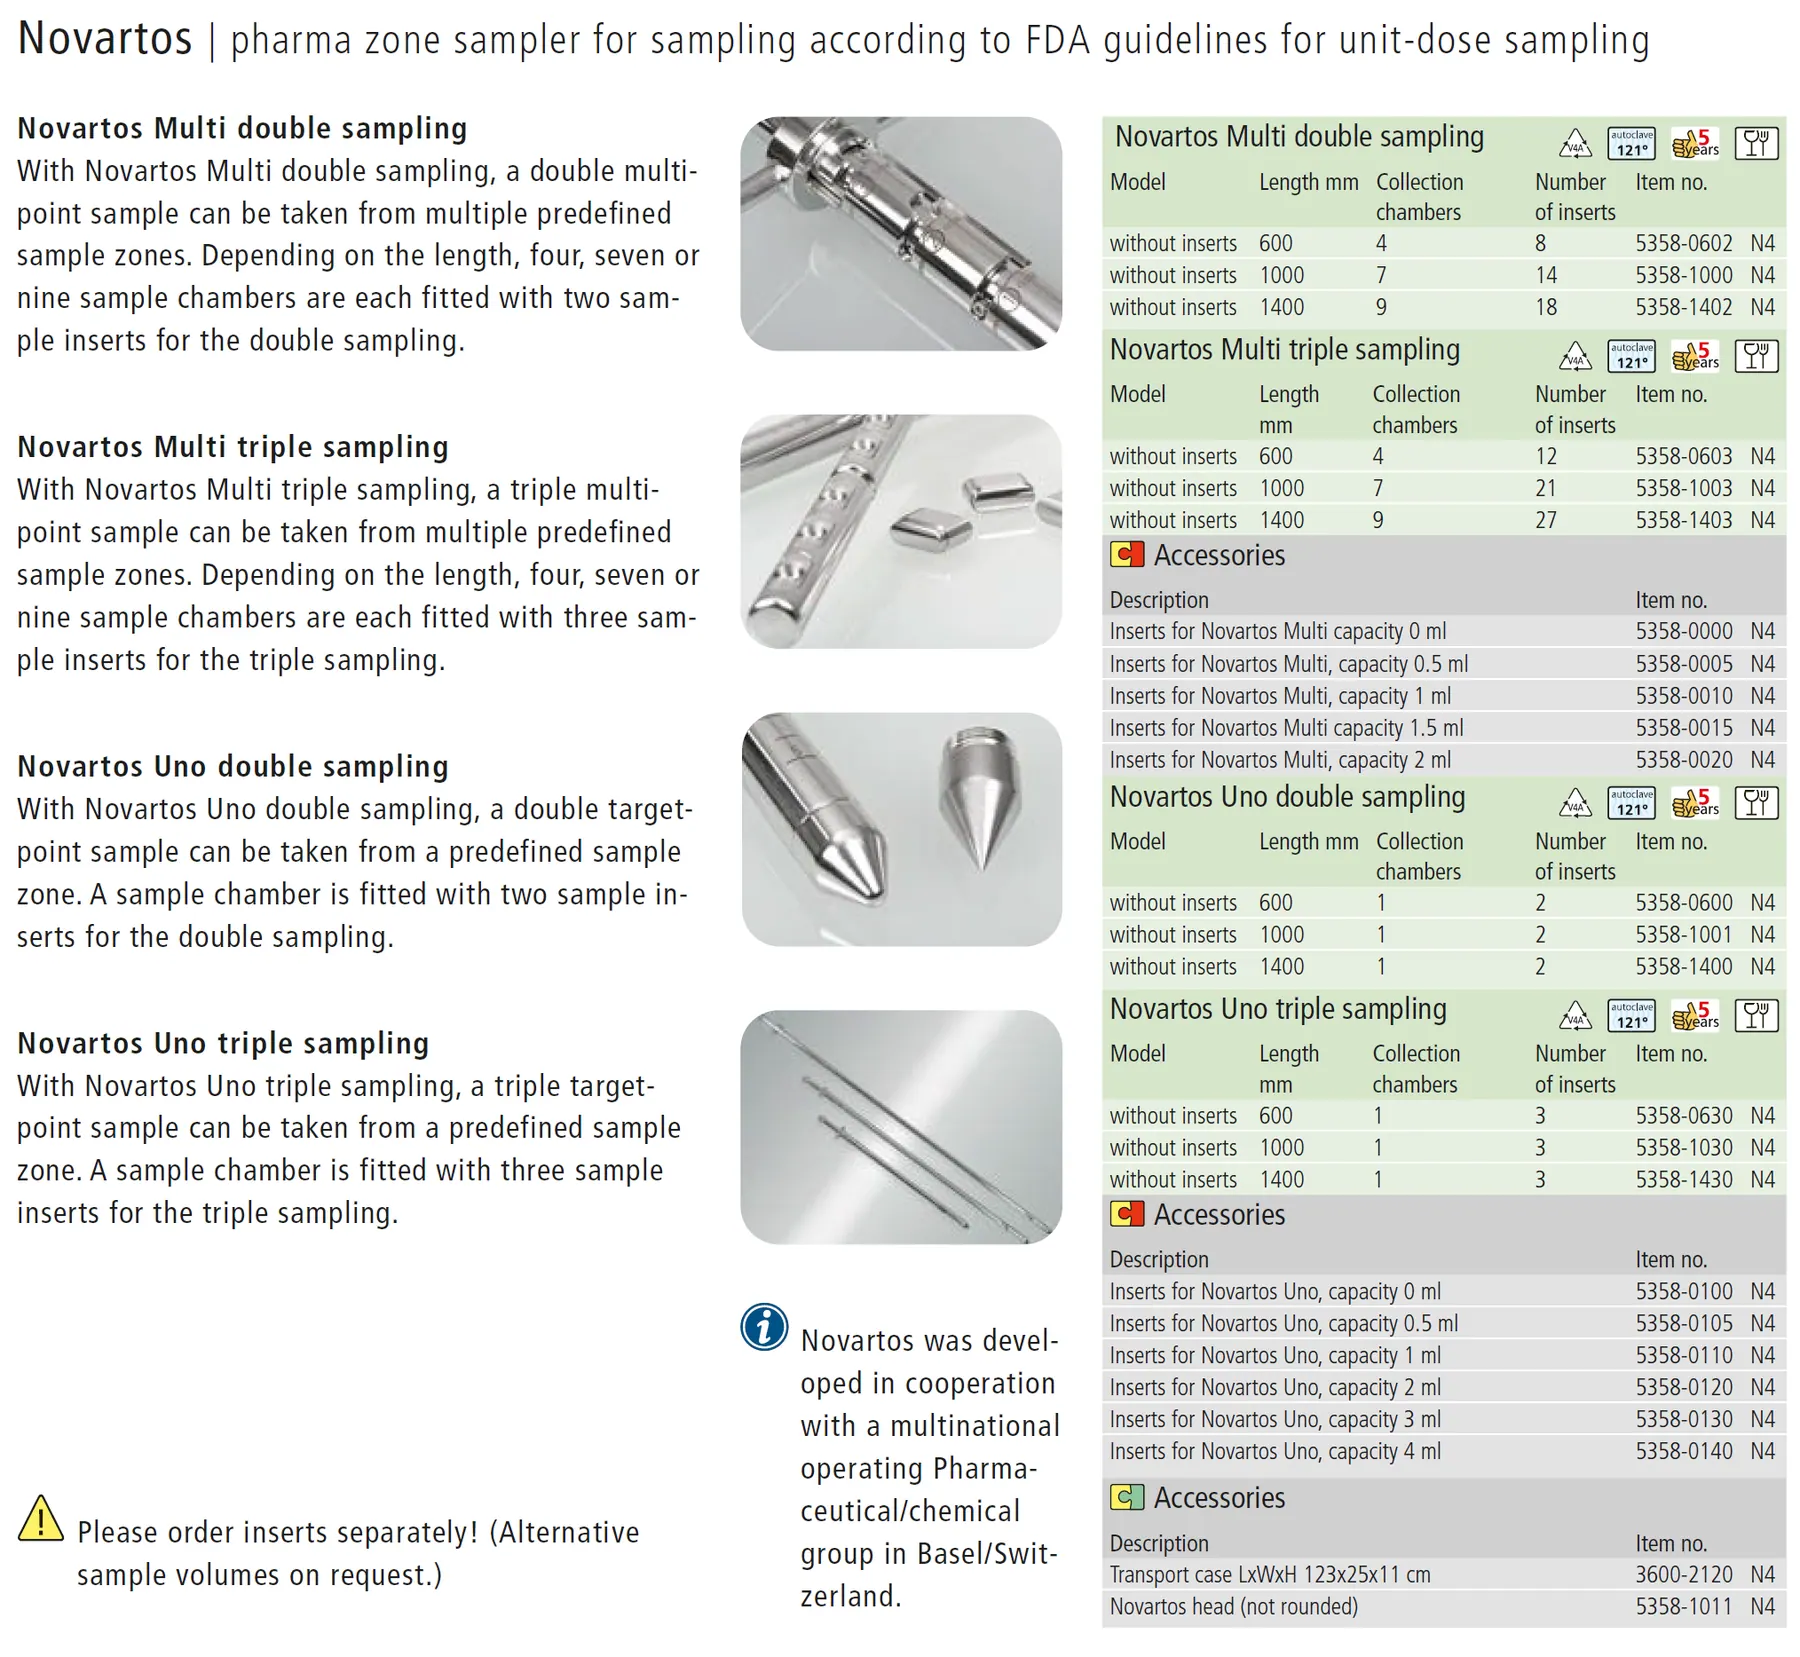 Novartos | pharma zone sampler for sampling according to FDA guidelines for unit-dose sampling
Novartos Multi double sampling
With Novartos Multi double sampling, a double multi-
point sample can be taken from multiple predefined
sample zones. Depending on the length, four, seven or
nine sample chambers are each fitted with two sam-
ple inserts for the double sampling.
Novartos Multi triple sampling
With Novartos Multi triple sampling, a triple multi-
point sample can be taken from multiple predefined
sample zones. Depending on the length, four, seven or
nine sample chambers are each fitted with three sam-
ple inserts for the triple sampling.
Novartos Uno double sampling
With Novartos Uno double sampling, a double target-
point sample can be taken from a predefined sample
zone. A sample chamber is fitted with two sample in-
serts for the double sampling.
Novartos Uno triple sampling
With Novartos Uno triple sampling, a triple target-
point sample can be taken from a predefined sample
zone. A sample chamber is fitted with three sample
inserts for the triple sampling.
Please order inserts separately! (Alternative
sample volumes on request.)
Novartos was devel-
oped in cooperation
with a multinational
operating Pharma-
ceutical/chemical
group in Basel/Swit-
zerland.
Novartos Multi double sampling V4A autoclave 121° 5 years
Model Length mm Collection chambers Number of inserts Item no.
without inserts 600 4 8 5358-0602 N4
without inserts 1000 7 14 5358-1000 N4
without inserts 1400 9 18 5358-1402 N4
Novartos Multi triple sampling V4A autoclave 121° 5 years
Model Length mm Collection chambers Number of inserts Item no.
without inserts 600 4 12 5358-0603 N4
without inserts 1000 7 21 5358-1003 N4
without inserts 1400 9 27 5358-1403 N4
Accessories
Description Item no.
Inserts for Novartos Multi capacity 0 ml 5358-0000 N4
Inserts for Novartos Multi, capacity 0.5 ml 5358-0005 N4
Inserts for Novartos Multi, capacity 1 ml 5358-0010 N4
Inserts for Novartos Multi capacity 1.5 ml 5358-0015 N4
Inserts for Novartos Multi, capacity 2 ml 5358-0020 N4
Novartos Uno double sampling V4A autoclave 121° 5 years
Model Length mm Collection chambers Number of inserts Item no.
without inserts 600 1 2 5358-0600 N4
without inserts 1000 1 2 5358-1001 N4
without inserts 1400 1 2 5358-1400 N4
Novartos Uno triple sampling V4A autoclave 121° 5 years
Model Length mm Collection chambers Number of inserts Item no.
without inserts 600 1 3 5358-0630 N4
without inserts 1000 1 3 5358-1030 N4
without inserts 1400 1 3 5358-1430 N4
Accessories
Description Item no.
Inserts for Novartos Uno, capacity 0 ml 5358-0100 N4
Inserts for Novartos Uno, capacity 0.5 ml 5358-0105 N4
Inserts for Novartos Uno, capacity 1 ml 5358-0110 N4
Inserts for Novartos Uno, capacity 2 ml 5358-0120 N4
Inserts for Novartos Uno, capacity 3 ml 5358-0130 N4
Inserts for Novartos Uno, capacity 4 ml 5358-0140 N4
Accessories
Description Item no.
Transport case LxWxH 123x25x11 cm 3600-2120 N4
Novartos head (not rounded) 5358-1011 N4